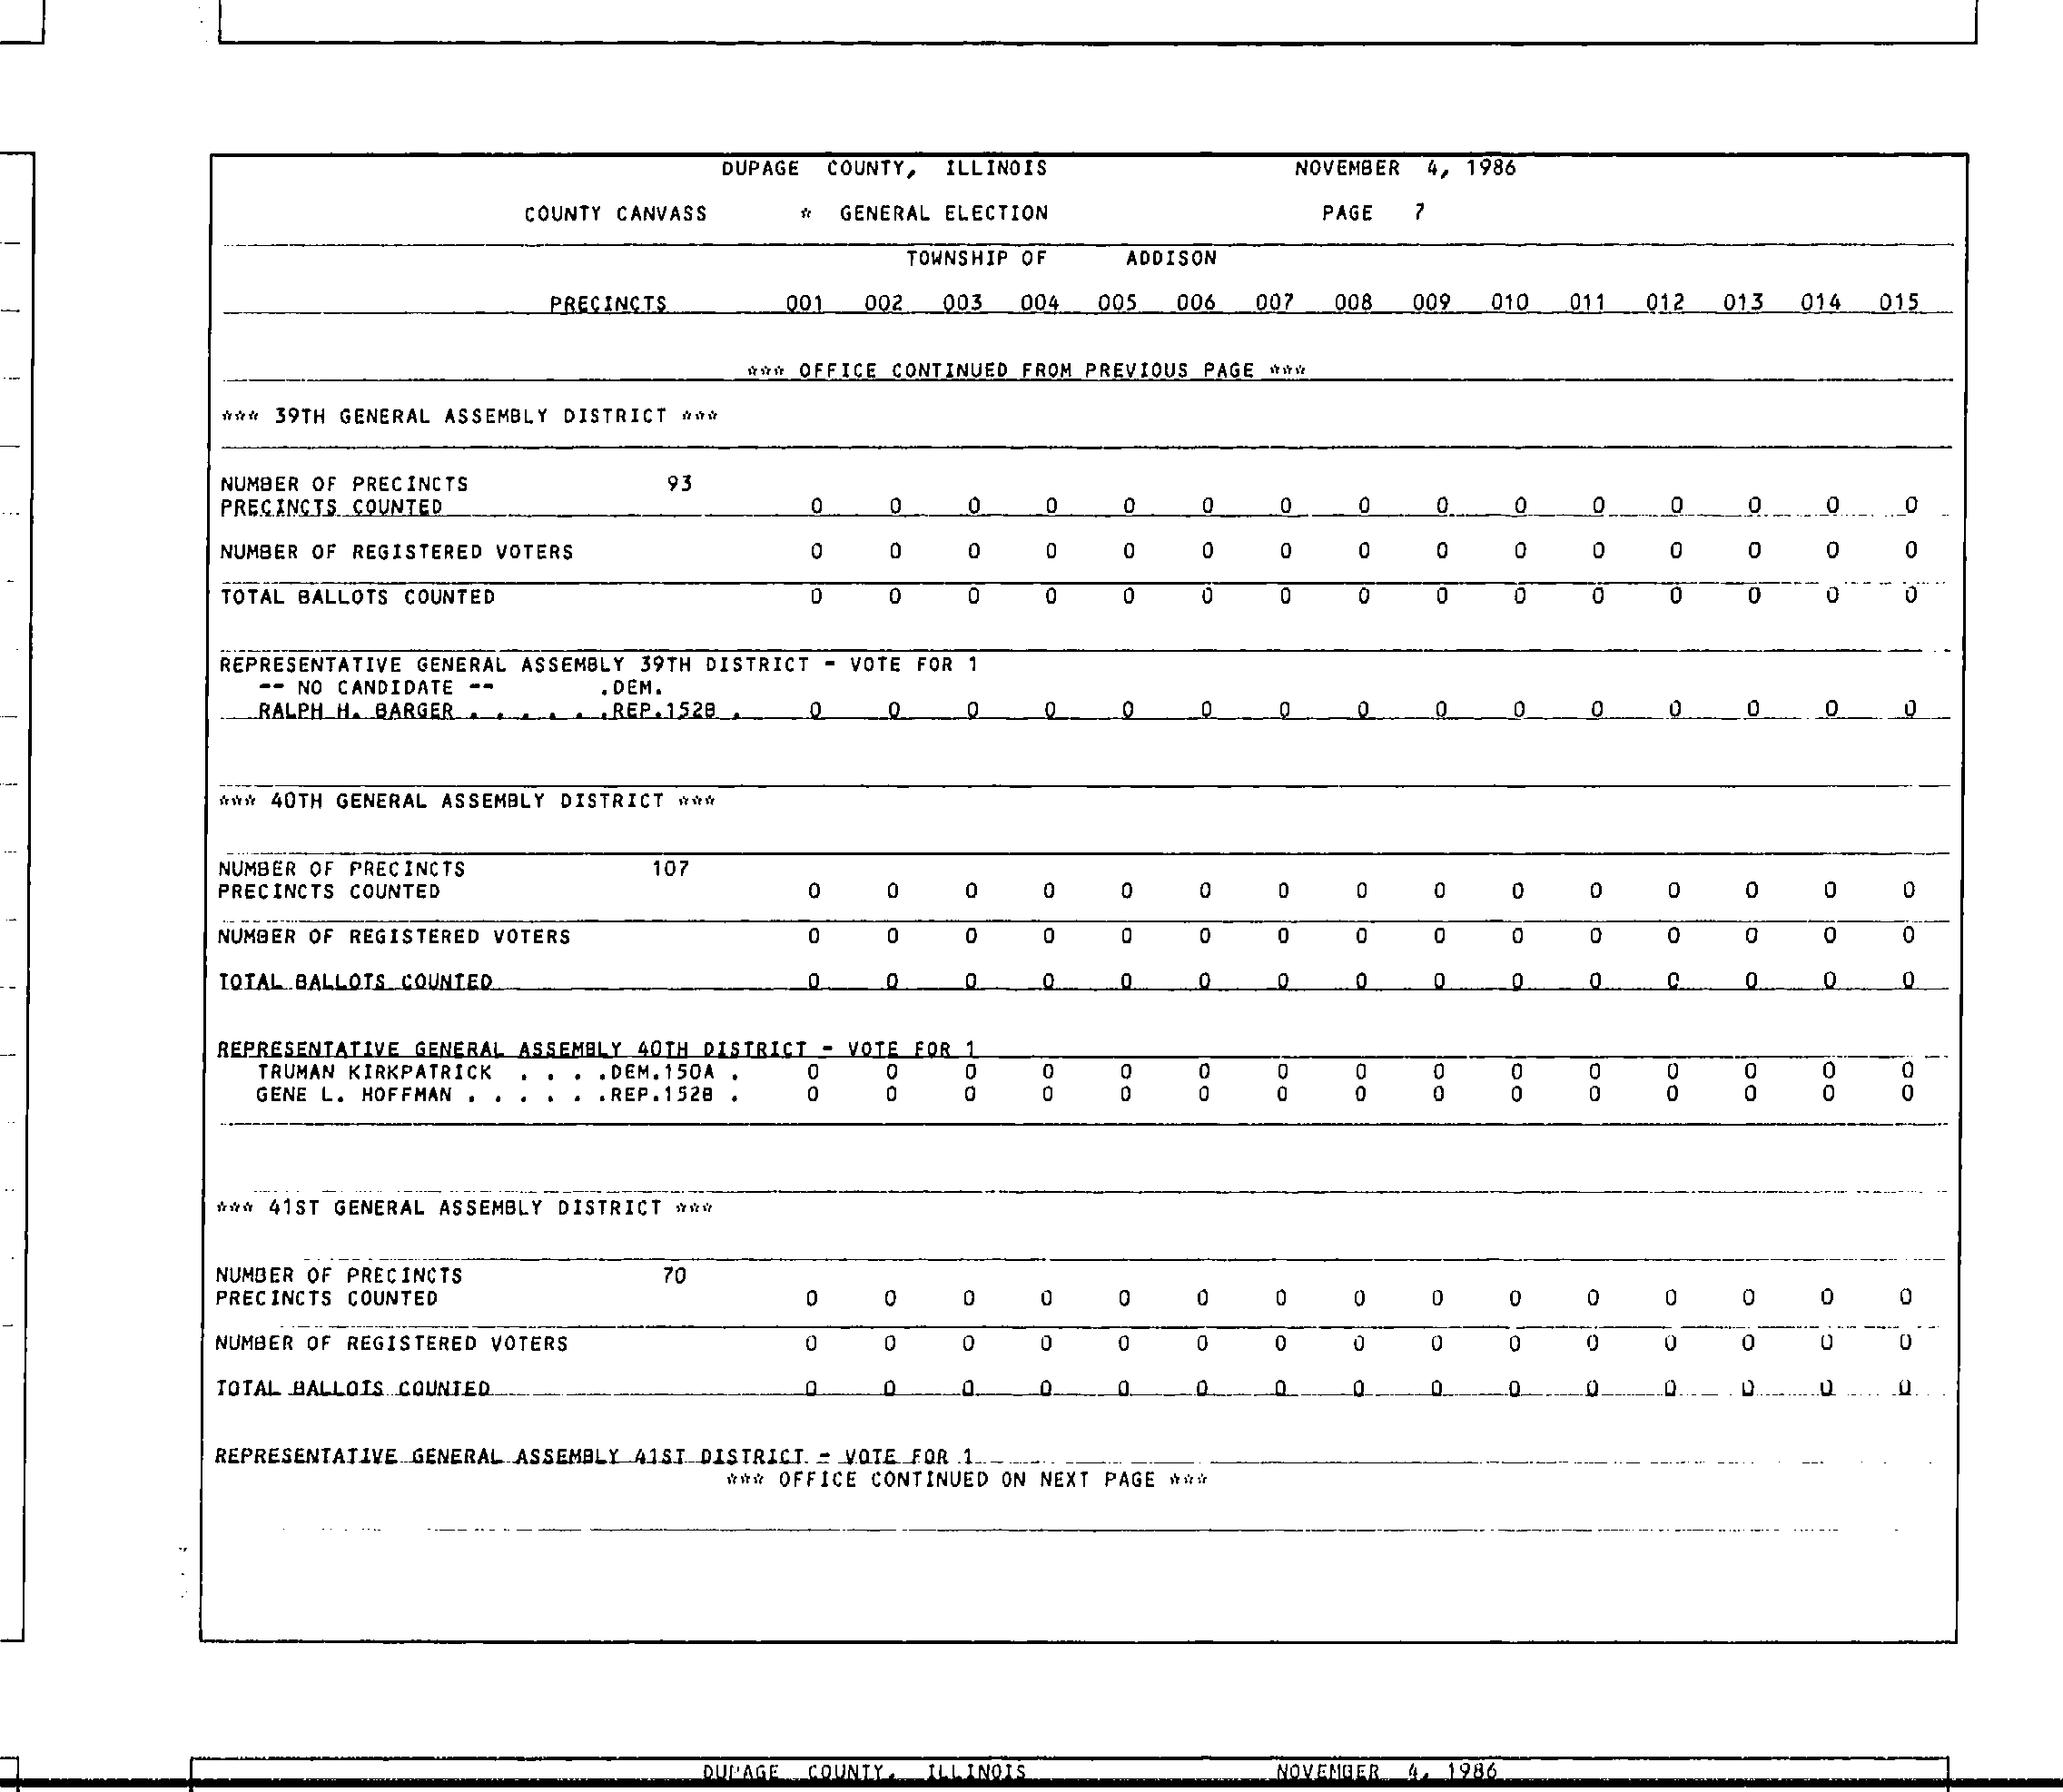 DUPAGE COUNTY, ILLINOIS NOVEMBER 4, 1986
COUNTY CANVASS * GENERAL ELECTION PAGE 7
TOWNSHIP OF ADDISON
PRECINCTS 001 002 003 004 005 006 007 008 009 010 011 012 013 014 015
*** OFFICE CONTINUED FROM PREVIOUS PAGE ***
*** 39TH GENERAL ASSEMBLY DISTRICT ***
NUMBER OF PRECINCTS 93
PRECINCTS COUNTED 0 0 0 0 0 0 0 0 0 0 0 0 0 0 0
NUMBER OF REGISTERED VOTERS 0 0 0 0 0 0 0 0 0 0 0 0 0 0 0
TOTAL BALLOTS COUNTED 0 0 0 0 0 0 0 0 0 0 0 0 0 0 0
REPRESENTATIVE GENERAL ASSEMBLY 39TH DISTRICT - VOTE FOR 1
-- NO CANDIDATE -- .DEM.
RALPH H. BARGER . . . . . .REP.152B . 0 0 0 0 0 0 0 0 0 0 0 0 0 0 0
*** 40TH GENERAL ASSEMBLY DISTRICT ***
NUMBER OF PRECINCTS 107
PRECINCTS COUNTED 0 0 0 0 0 0 0 0 0 0 0 0 0 0 0
NUMBER OF REGISTERED VOTERS 0 0 0 0 0 0 0 0 0 0 0 0 0 0 0
TOTAL BALLOTS COUNTED 0 0 0 0 0 0 0 0 0 0 0 0 0 0 0
REPRESENTATIVE GENERAL ASSEMBLY 40TH DISTRICT - VOTE FOR 1
TRUMAN KIRKPATRICK . . . .DEM.150A . 0 0 0 0 0 0 0 0 0 0 0 0 0 0 0
GENE L. HOFFMAN . . . . . .REP.152B . 0 0 0 0 0 0 0 0 0 0 0 0 0 0 0
*** 41ST GENERAL ASSEMBLY DISTRICT ***
NUMBER OF PRECINCTS 70
PRECINCTS COUNTED 0 0 0 0 0 0 0 0 0 0 0 0 0 0 0
NUMBER OF REGISTERED VOTERS 0 0 0 0 0 0 0 0 0 0 0 0 0 0 0
TOTAL BALLOTS COUNTED 0 0 0 0 0 0 0 0 0 0 0 0 0 0 0
REPRESENTATIVE GENERAL ASSEMBLY 41ST DISTRICT - VOTE FOR 1
*** OFFICE CONTINUED ON NEXT PAGE ***
DUPAGE COUNTY, ILLINOIS NOVEMBER 4, 1986